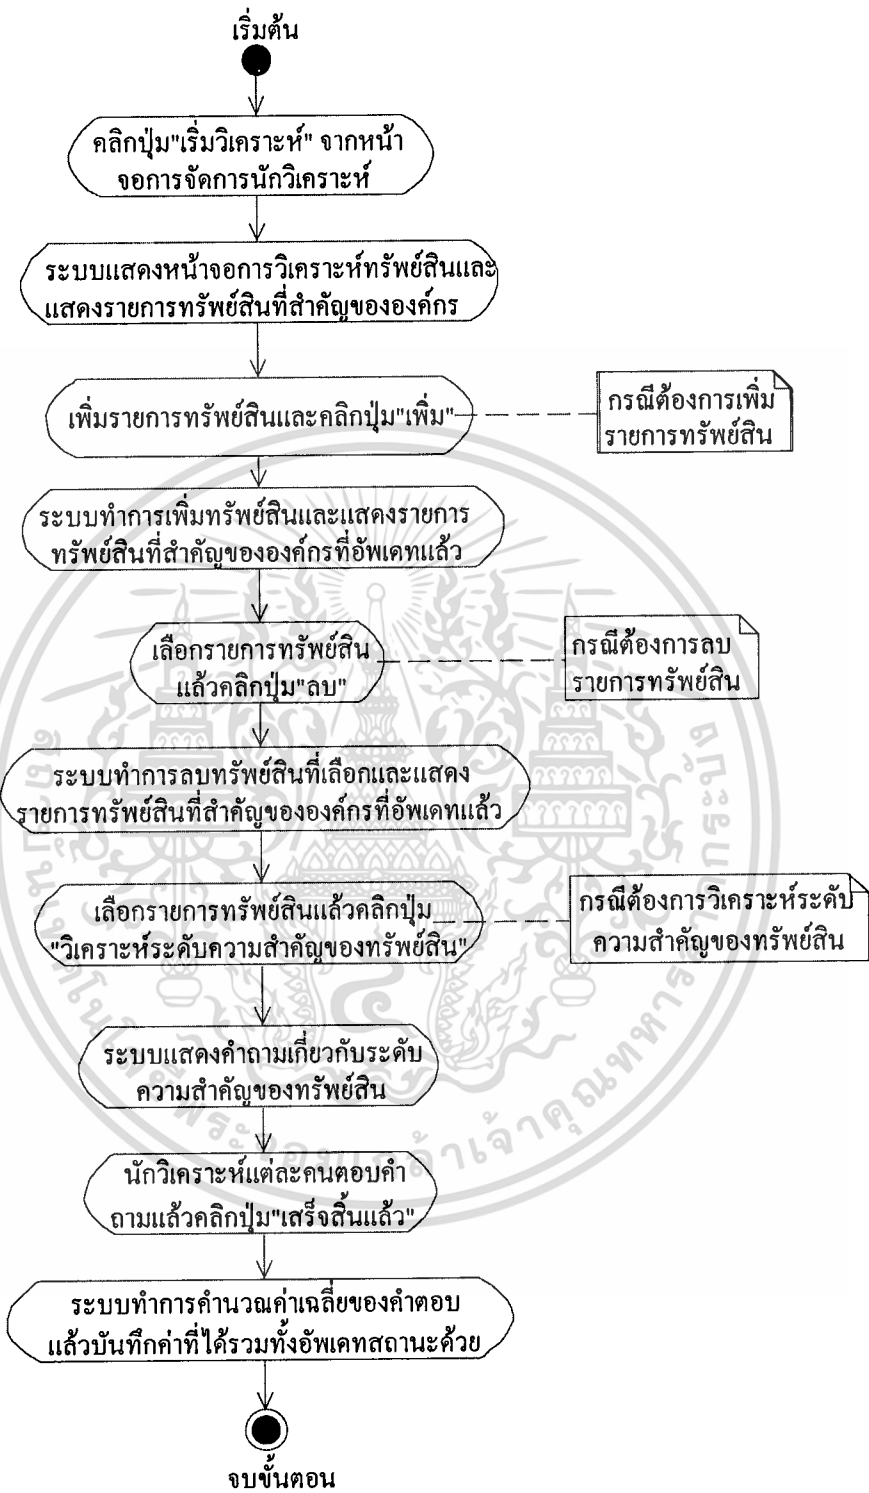 เริ่มต้น
คลิกปุ่ม"เริ่มวิเคราะห์" จากหน้า
จอการจัดการนักวิเคราะห์
ระบบแสดงหน้าจอการวิเคราะห์ทรัพย์สินและ
แสดงรายการทรัพย์สินที่สำคัญขององค์กร
เพิ่มรายการทรัพย์สินและคลิกปุ่ม"เพิ่ม"
กรณีต้องการเพิ่ม
รายการทรัพย์สิน
ระบบทำการเพิ่มทรัพย์สินและแสดงรายการ
ทรัพย์สินที่สำคัญขององค์กรที่อัพเดทแล้ว
เลือกรายการทรัพย์สิน
แล้วคลิกปุ่ม"ลบ"
กรณีต้องการลบ
รายการทรัพย์สิน
ระบบทำการลบทรัพย์สินที่เลือกและแสดง
รายการทรัพย์สินที่สำคัญขององค์กรที่อัพเดทแล้ว
เลือกรายการทรัพย์สินแล้วคลิกปุ่ม
"วิเคราะห์ระดับความสำคัญของทรัพย์สิน"
กรณีต้องการวิเคราะห์ระดับ
ความสำคัญของทรัพย์สิน
ระบบแสดงคำถามเกี่ยวกับระดับ
ความสำคัญของทรัพย์สิน
นักวิเคราะห์แต่ละคนตอบคำ
ถามแล้วคลิกปุ่ม"เสร็จสิ้นแล้ว"
ระบบทำการคำนวณค่าเฉลี่ยของคำตอบ
แล้วบันทึกค่าที่ได้รวมทั้งอัพเดทสถานะด้วย
จบขั้นตอน